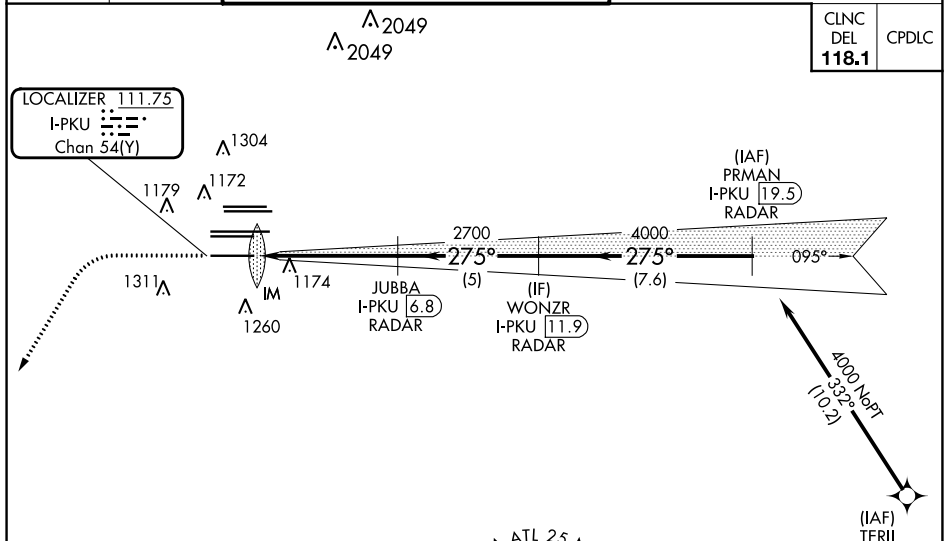 2049
2049
CLNC
DEL
118.1
CPDLC
LOCALIZER 111.75
I-PKU
Chan 54(Y)
1304
1179
1172
(IAF)
PRMAN
I-PKU 19.5
RADAR
2700
4000
275°
275°
095°
(5)
(7.6)
1311
IM
1174
1260
JUBBA
I-PKU 6.8
RADAR
(IF)
WONZR
I-PKU 11.9
RADAR
4000 NoPT
332°
(10.2)
(IAF)
ATL 25